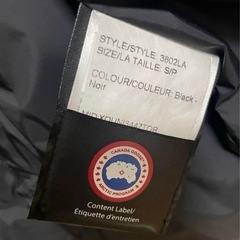 STYLE/STYLE: 3802LA
SIZE/LA TAILLE: S/P
COLOUR/COULEUR: Black -
Noir
CANADA GOOSE
ARCTIC PROGRAM
Content Label/
Étiquette d'entretien